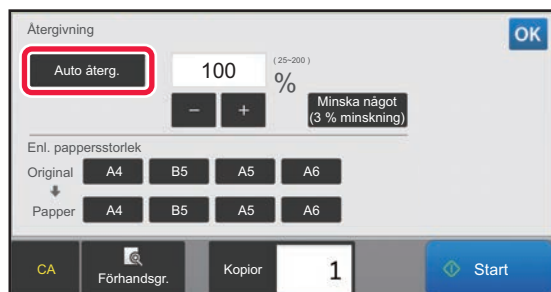 Återgivning
OK
Auto återg.
100
(25~200)
%
–
+
Minska något
(3 % minskning)
Enl. pappersstorlek
Original
A4
B5
A5
A6
Papper
A4
B5
A5
A6
CA
Förhandsgr.
Kopior
1
Start